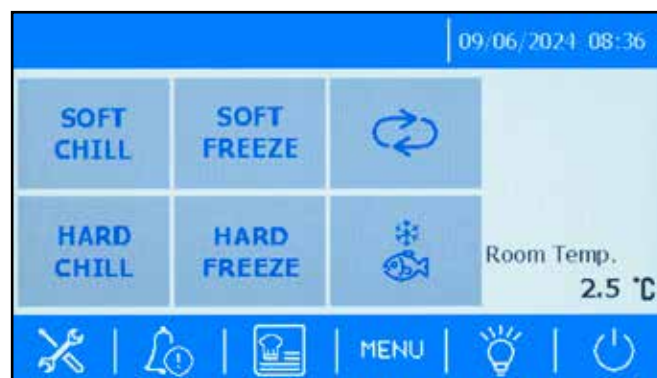 09/06/2024 08:36
SOFT
CHILL
SOFT
FREEZE
HARD
CHILL
HARD
FREEZE
Room Temp.
2.5 °C
MENU